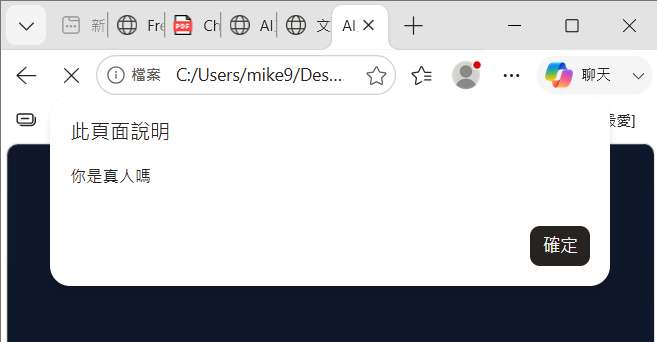 新
Fre
Ch
AI.
文
AI.
檔案 C:/Users/mike9/Des...
聊天
最愛]
此頁面說明
你是真人嗎
確定